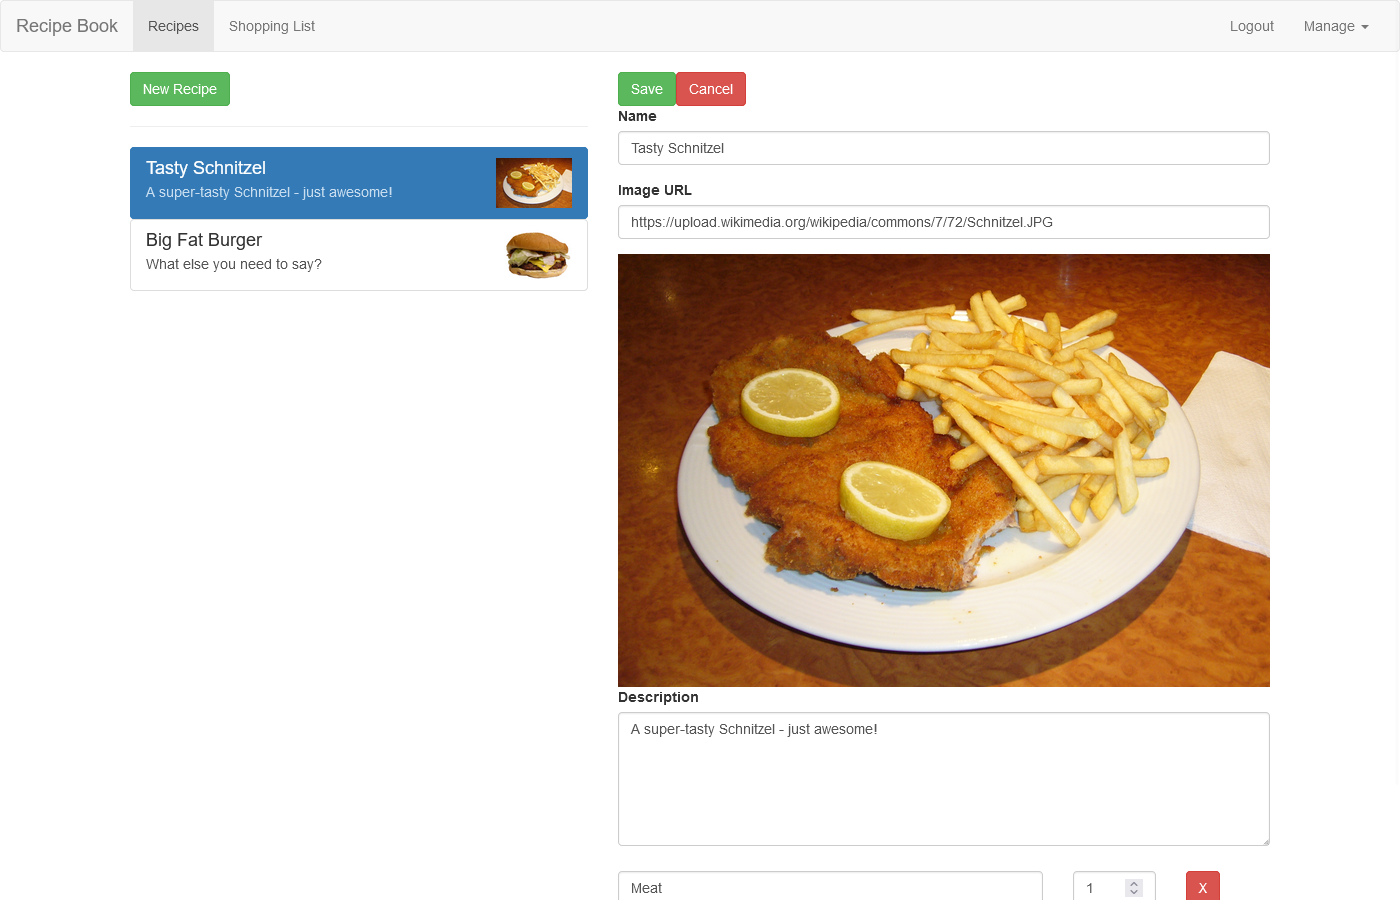 Recipe Book Recipes Shopping List Logout Manage
New Recipe
Tasty Schnitzel
A super-tasty Schnitzel - just awesome!
Big Fat Burger
What else you need to say?
Save Cancel
Name
Tasty Schnitzel
Image URL
https://upload.wikimedia.org/wikipedia/commons/7/72/Schnitzel.JPG
Description
A super-tasty Schnitzel - just awesome!
Meat 1 X